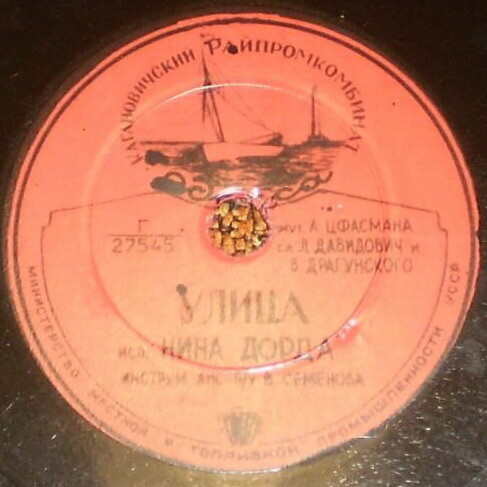 КАГАНОВИЧСКИЙ РАЙПРОМКОМБИНАТ
Г
27545
муз. А. ЦФАСМАНА
сл. Л. ДАВИДОВИЧ и
В. ДРАГУНСКОГО
УЛИЦА
исп. НИНА ДОРДА
ИНСТРУМ. АНС. П/У В. СЕМЕНОВА
МИНИСТЕРСТВО МЕСТНОЙ И ТОПЛИВНОЙ ПРОМЫШЛЕННОСТИ УССР